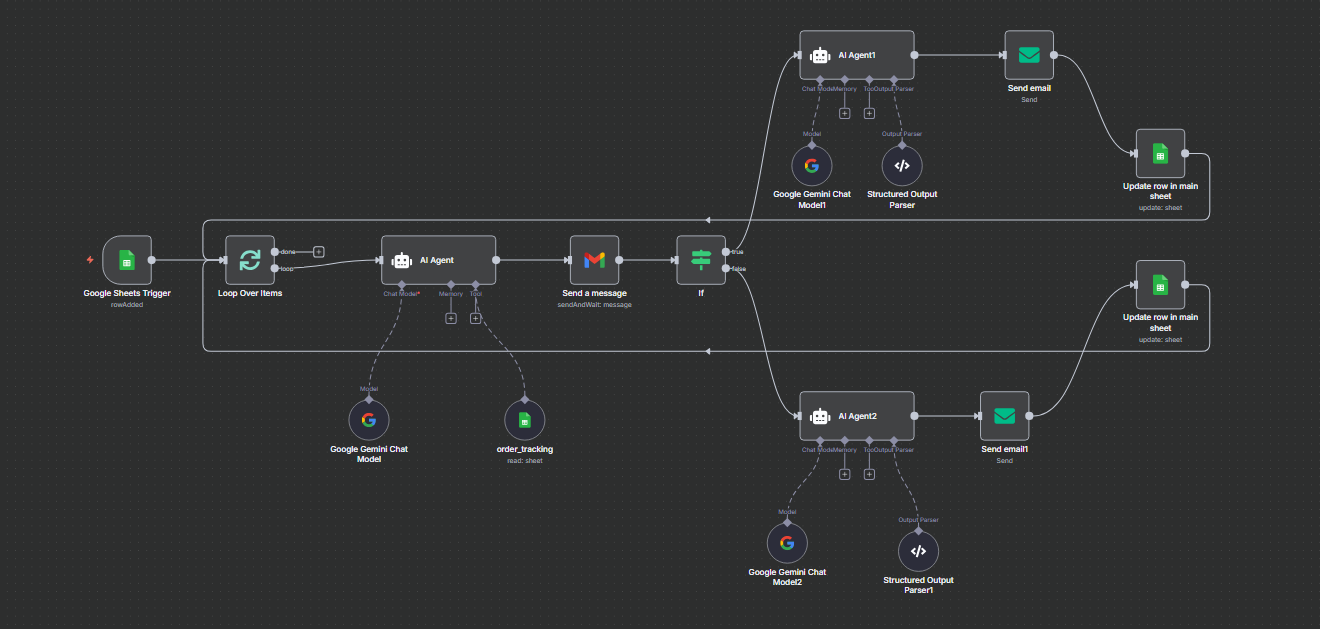 AI Agent1
Chat Mode
Memory
Too
Output Parser
Model
Output Parser
Google Gemini Chat
Model1
Structured Output
Parser
Send email
Send
Update row in main
sheet
update: sheet
Google Sheets Trigger
rowAdded
done
loop
Loop Over Items
AI Agent
Chat Model*
Memory
Tool
Send a message
sendAndWait: message
true
false
If
Update row in main
sheet
update: sheet
Model
Google Gemini Chat
Model
order_tracking
read: sheet
AI Agent2
Chat Mode
Memory
Too
Output Parser
Send email1
Send
Model
Output Parser
Google Gemini Chat
Model2
Structured Output
Parser1